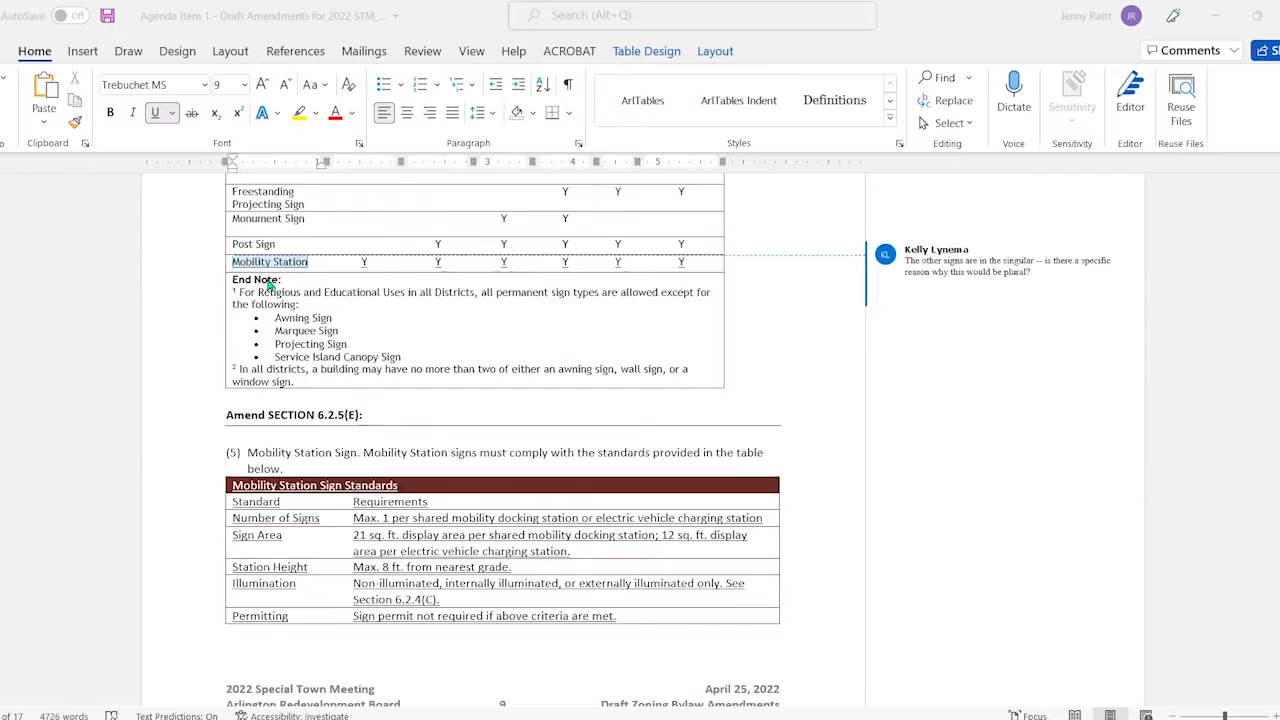 AutoSave Off Agenda Item 1 - Draft Amendments for 2022 STM_... Search (Alt+Q) Jenny Raitt JR
Home Insert Draw Design Layout References Mailings Review View Help ACROBAT Table Design Layout Comments
Trebuchet MS 9 Aa
ArlTables ArlTables Indent Definitions
Find
Replace
Select
Paste Dictate Sensitivity Editor Reuse Files
Clipboard Font Paragraph Styles Editing Voice Sensitivity Editor Reuse Files
1 3 4 5
Freestanding Y Y Y
Projecting Sign
Monument Sign Y Y
Post Sign Y Y Y Y Y
Mobility Station Y Y Y Y Y Y
End Note:
1 For Religious and Educational Uses in all Districts, all permanent sign types are allowed except for
the following:
• Awning Sign
• Marquee Sign
• Projecting Sign
• Service Island Canopy Sign
2 In all districts, a building may have no more than two of either an awning sign, wall sign, or a
window sign.
KL Kelly Lynema
The other signs are in the singular -- is there a specific
reason why this would be plural?
Amend SECTION 6.2.5(E):
(5) Mobility Station Sign. Mobility Station signs must comply with the standards provided in the table
below.
Mobility Station Sign Standards
Standard Requirements
Number of Signs Max. 1 per shared mobility docking station or electric vehicle charging station
Sign Area 21 sq. ft. display area per shared mobility docking station; 12 sq. ft. display
area per electric vehicle charging station.
Station Height Max. 8 ft. from nearest grade.
Illumination Non-illuminated, internally illuminated, or externally illuminated only. See
Section 6.2.4(C).
Permitting Sign permit not required if above criteria are met.
2022 Special Town Meeting April 25, 2022
Arlington Redevelopment Board 9 Draft Zoning Bylaw Amendments
of 17 4726 words Text Predictions: On Accessibility: Investigate Focus